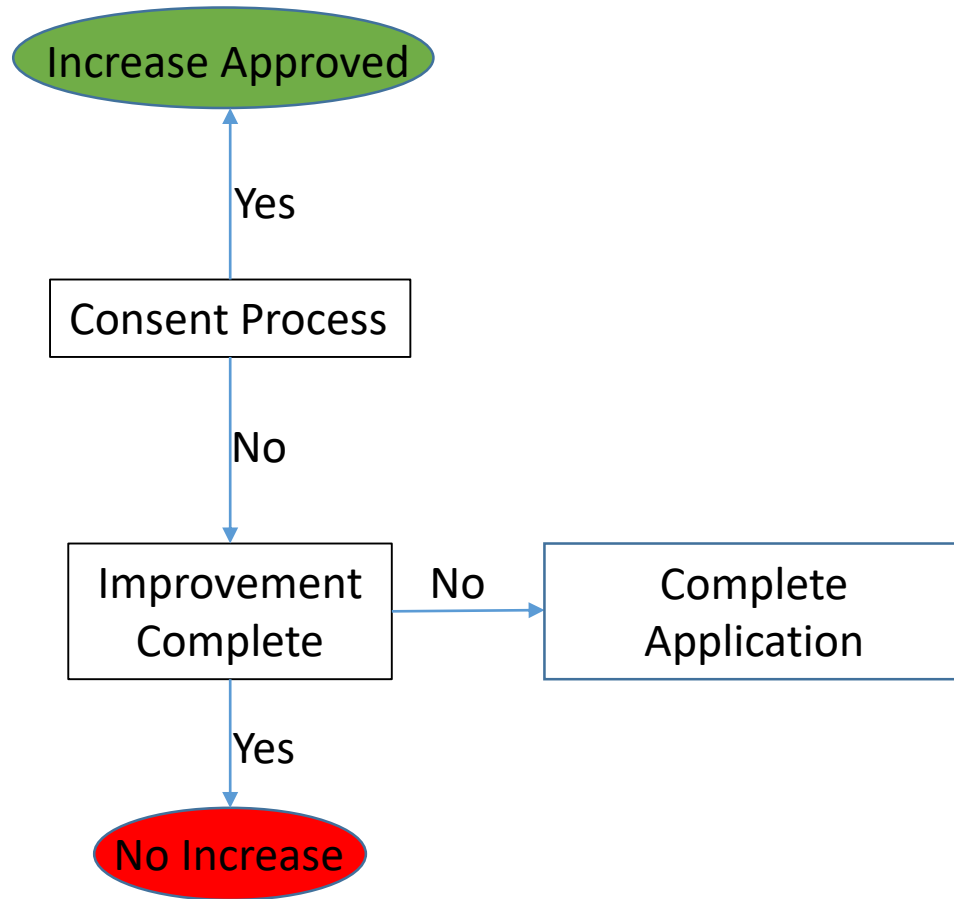 Increase Approved
Yes
Consent Process
No
Improvement
Complete
No
Complete
Application
Yes
No Increase